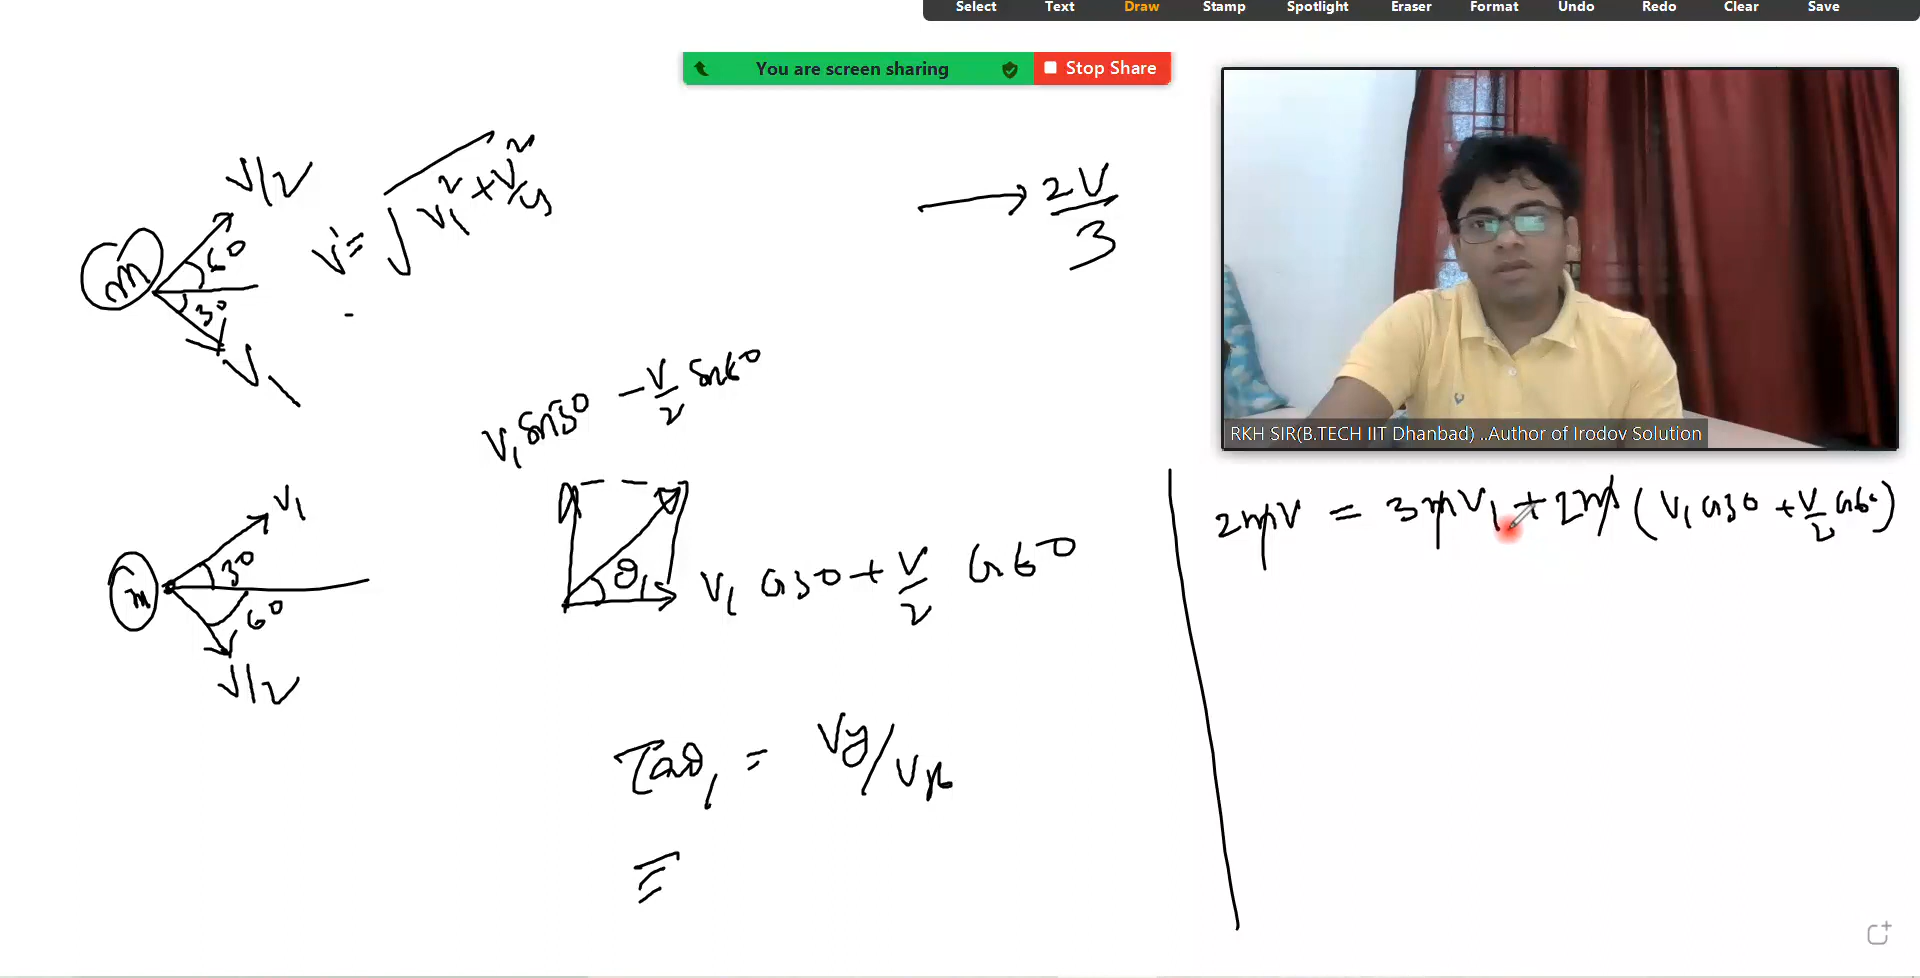 Select Text Draw Stamp Spotlight Eraser Format Undo Redo Clear Save
You are screen sharing Stop Share
V/2
m
60
30
V1
V' = √V1² + V²/4
→ 2V/3
V1 sin30 - V/2 sin60
θ1
V1 cos30 + V/2 cos60
V1
m
30
60
V/2
Tanθ1 = Vy/Vx
=
RKH SIR(B.TECH IIT Dhanbad) ..Author of Irodov Solution
2mV = 3mV1 + 2m (V1 cos30 + V/2 cos60)